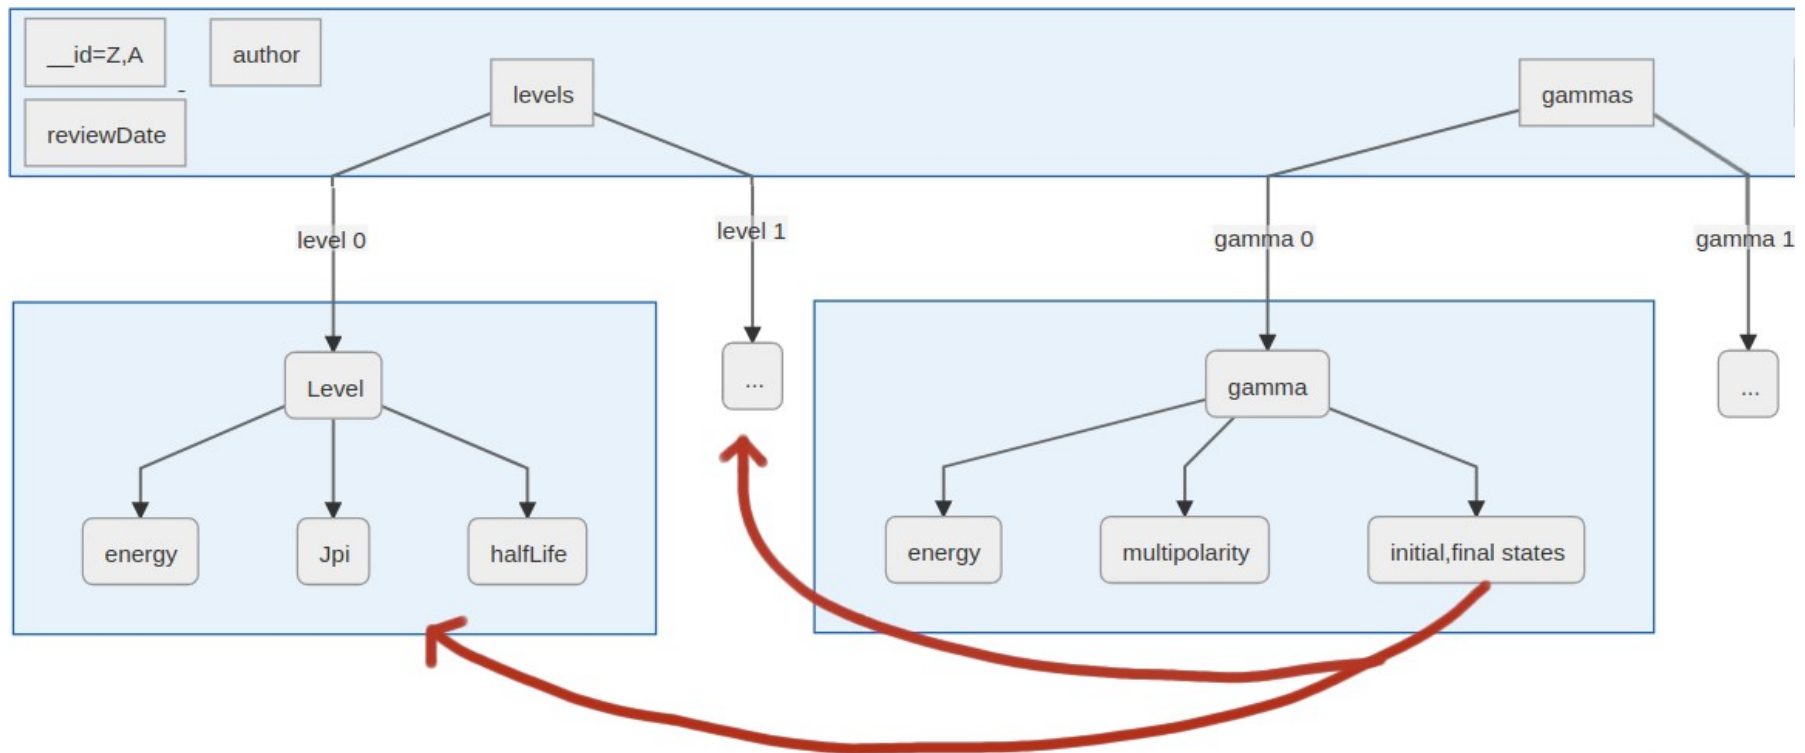 __id=Z,A
author
reviewDate
levels
gammas
level 0
level 1
gamma 0
gamma 1
Level
...
gamma
...
energy
Jpi
halfLife
energy
multipolarity
initial,final states